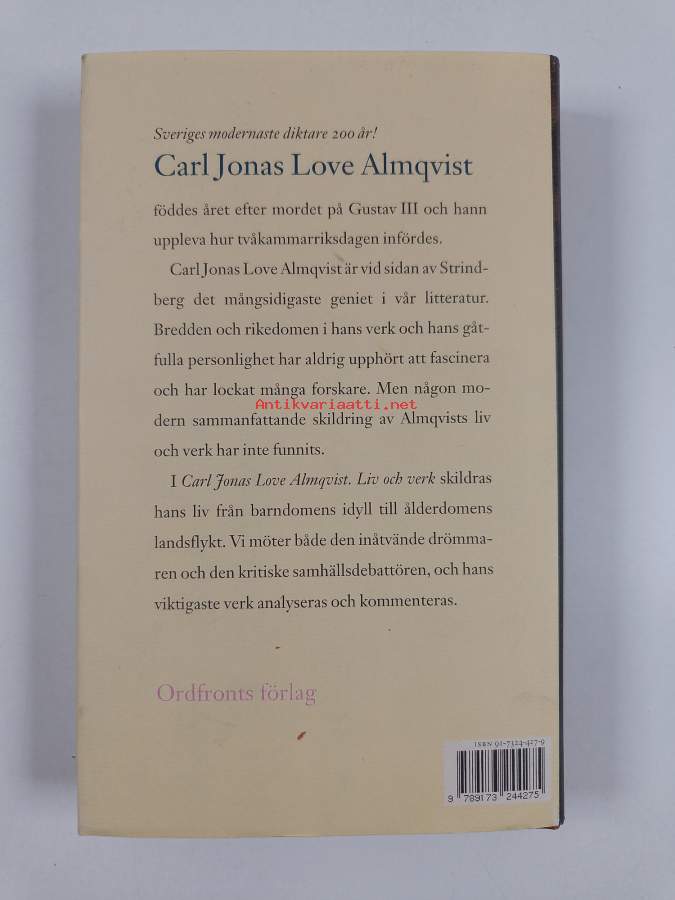 Sveriges modernaste diktare 200 år!
Carl Jonas Love Almqvist
föddes året efter mordet på Gustav III och hann
uppleva hur tvåkammarriksdagen infördes.
Carl Jonas Love Almqvist är vid sidan av Strind-
berg det mångsidigaste geniet i vår litteratur.
Bredden och rikedomen i hans verk och hans gåt-
fulla personlighet har aldrig upphört att fascinera
och har lockat många forskare. Men någon mo-
Antikvariaatti.net
dern sammanfattande skildring av Almqvists liv
och verk har inte funnits.
I Carl Jonas Love Almqvist. Liv och verk skildras
hans liv från barndomens idyll till ålderdomens
landsflykt. Vi möter både den inåtvände drömma-
ren och den kritiske samhällsdebattören, och hans
viktigaste verk analyseras och kommenteras.
Ordfronts förlag
ISBN 91-7324-427-9
9 789173 244275